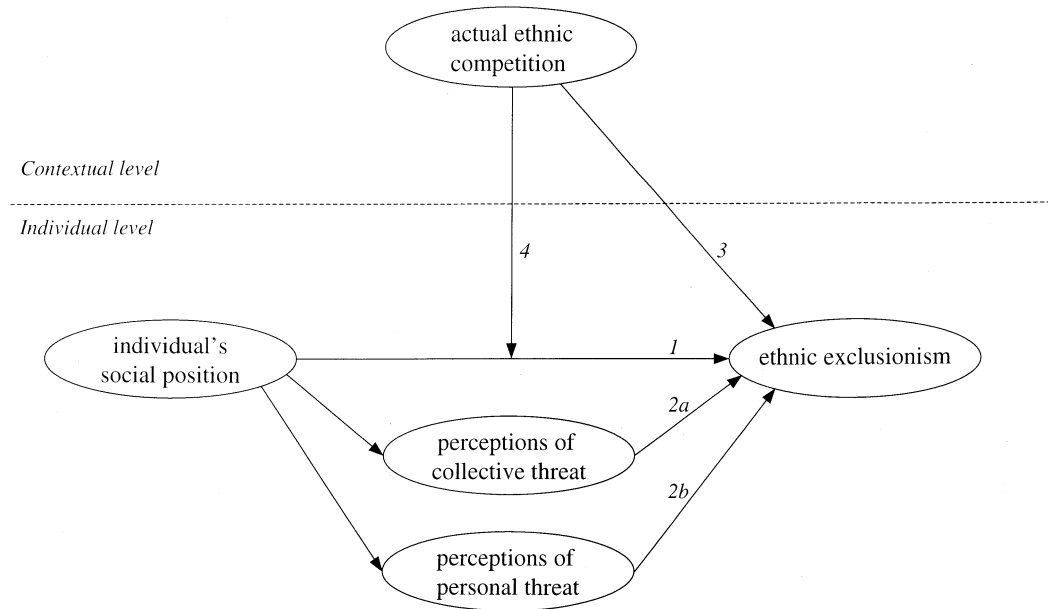 actual ethnic
competition
Contextual level
Individual level
4
3
individual's
social position
1
ethnic exclusionism
2a
perceptions of
collective threat
2b
perceptions of
personal threat